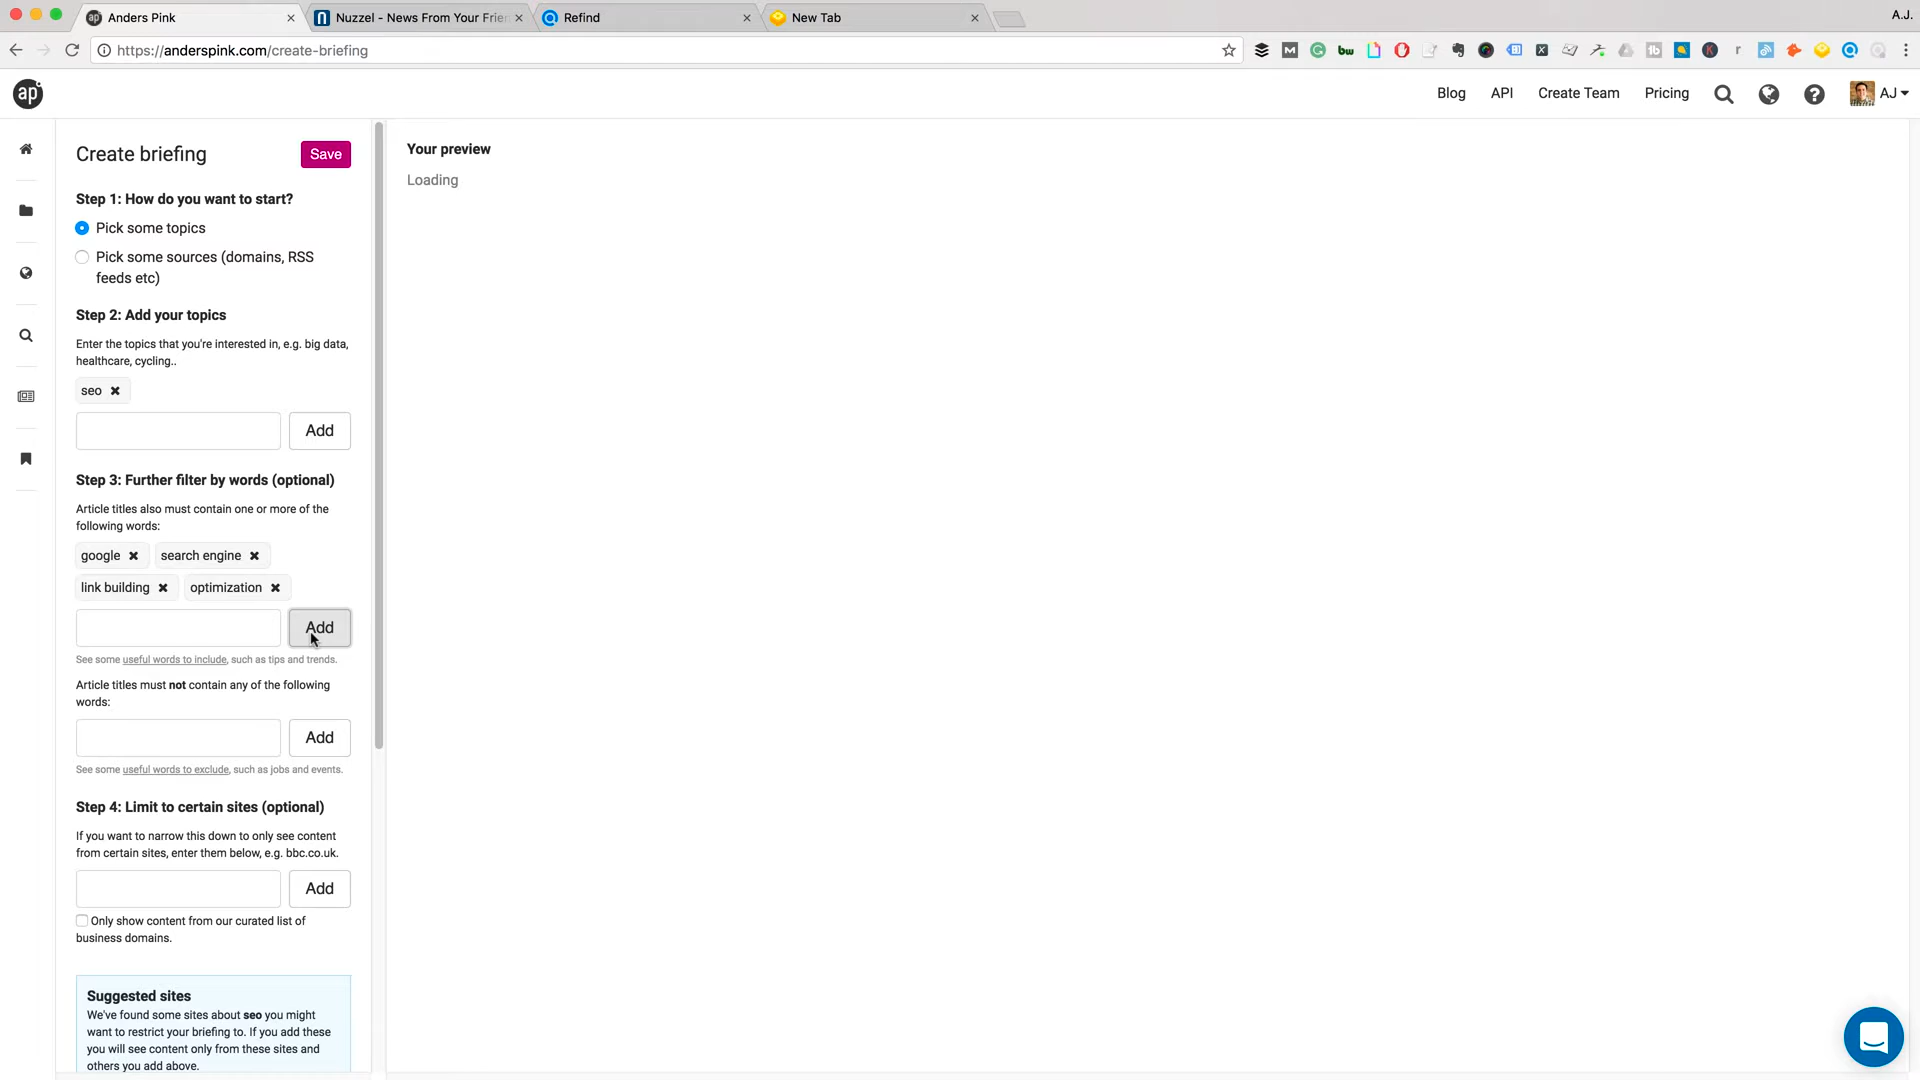 Anders Pink
Nuzzel - News From Your Frie
Refind
New Tab
A.J.
https://anderspink.com/create-briefing
ap
Blog
API
Create Team
Pricing
AJ
Create briefing
Save
Step 1: How do you want to start?
Pick some topics
Pick some sources (domains, RSS
feeds etc)
Step 2: Add your topics
Enter the topics that you're interested in, e.g. big data,
healthcare, cycling..
seo
Add
Step 3: Further filter by words (optional)
Article titles also must contain one or more of the
following words:
google
search engine
link building
optimization
Add
See some useful words to include, such as tips and trends.
Article titles must not contain any of the following
words:
Add
See some useful words to exclude, such as jobs and events.
Step 4: Limit to certain sites (optional)
If you want to narrow this down to only see content
from certain sites, enter them below, e.g. bbc.co.uk.
Add
Only show content from our curated list of
business domains.
Suggested sites
We've found some sites about seo you might
want to restrict your briefing to. If you add these
you will see content only from these sites and
others you add above.
Your preview
Loading